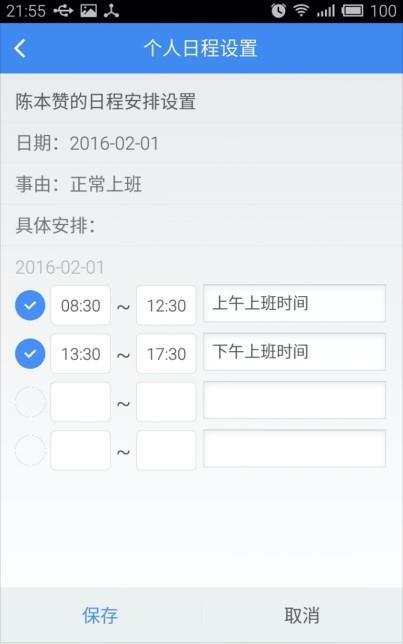 21:55 100
个人日程设置
陈本赞的日程安排设置
日期：2016-02-01
事由：正常上班
具体安排：
2016-02-01
08:30 ~ 12:30 上午上班时间
13:30 ~ 17:30 下午上班时间
~
~
保存 取消